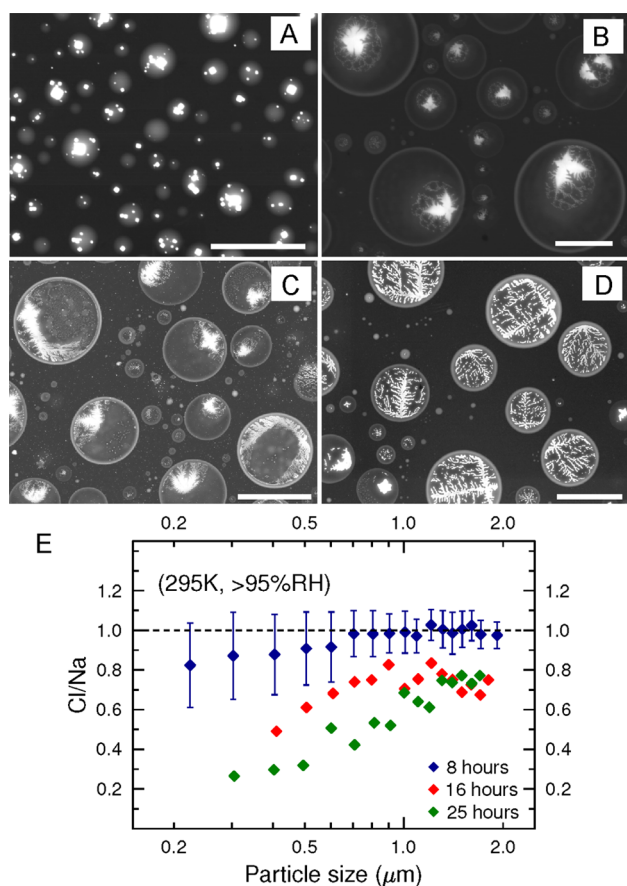 A
B
C
D
E
0.2 0.5 1.0 2.0
(295K, >95%RH)
1.2 1.2
1.0 1.0
0.8 0.8
0.6 0.6
0.4 0.4
0.2 0.2
Cl/Na
8 hours
16 hours
25 hours
0.2 0.5 1.0 2.0
Particle size (μm)